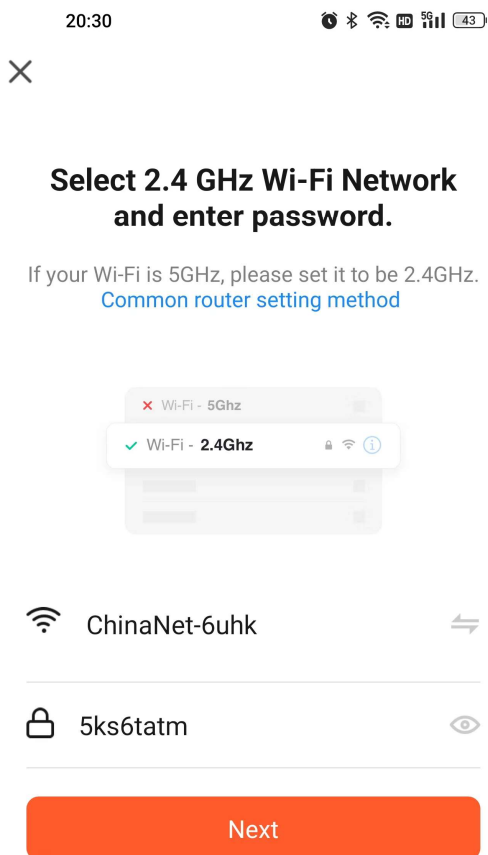 20:30
HD 5G 43
Select 2.4 GHz Wi-Fi Network
and enter password.
If your Wi-Fi is 5GHz, please set it to be 2.4GHz.
Common router setting method
Wi-Fi - 5Ghz
Wi-Fi - 2.4Ghz
ChinaNet-6uhk
5ks6tatm
Next